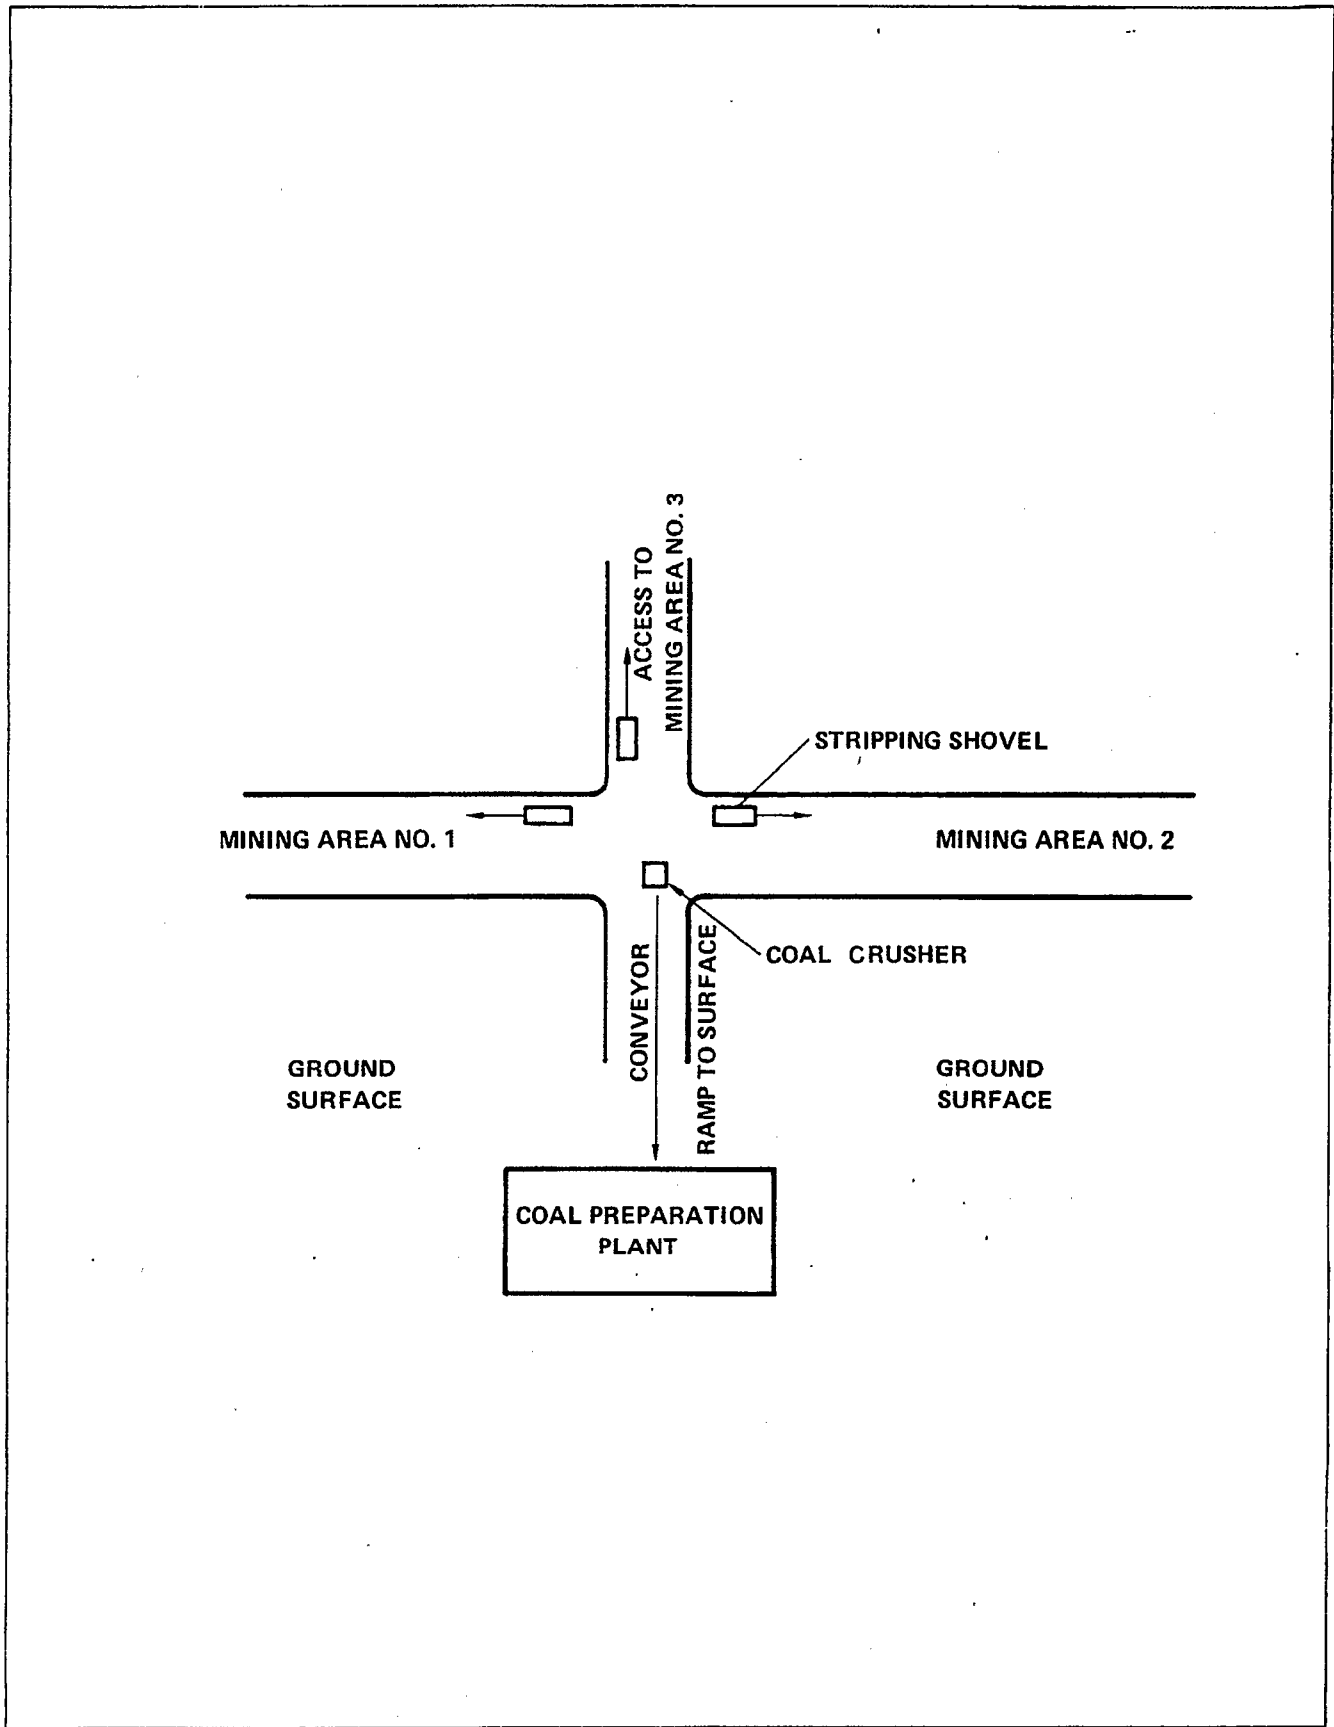 ACCESS TO
MINING AREA NO. 3
STRIPPING SHOVEL
MINING AREA NO. 1
MINING AREA NO. 2
COAL CRUSHER
CONVEYOR
RAMP TO SURFACE
GROUND
SURFACE
GROUND
SURFACE
COAL PREPARATION
PLANT